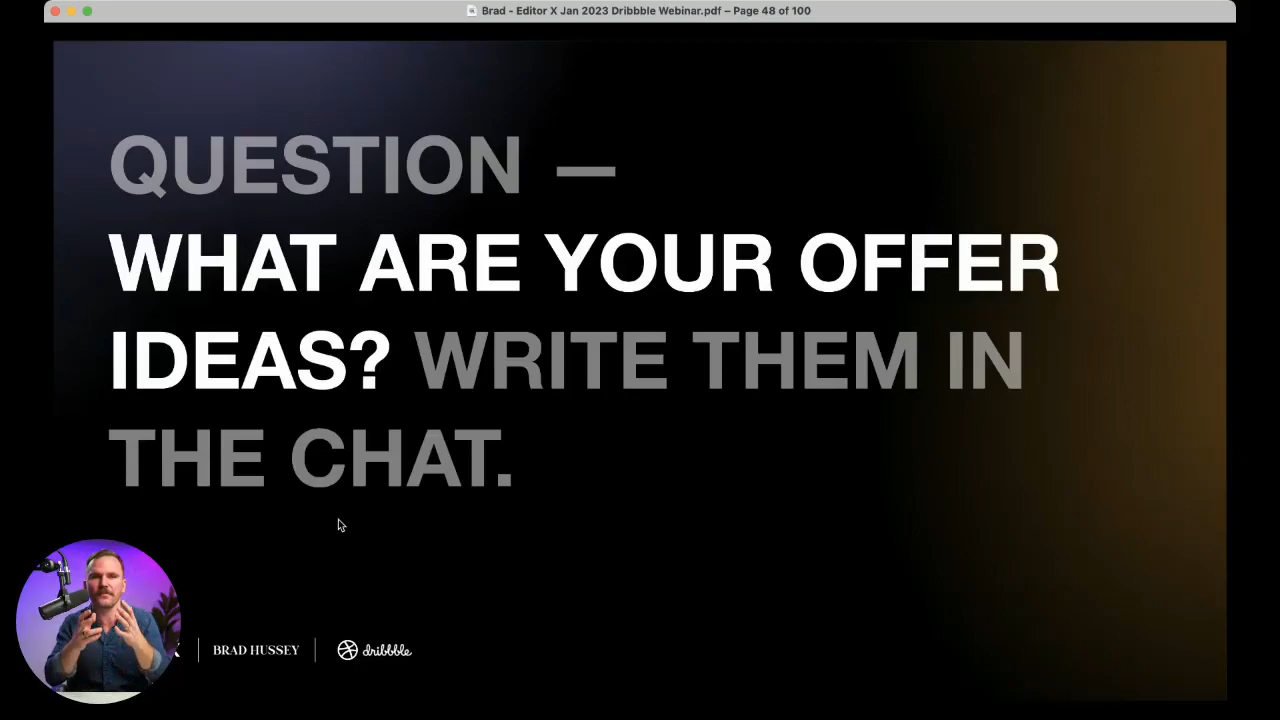 Brad - Editor X Jan 2023 Dribbble Webinar.pdf – Page 48 of 100
QUESTION —
WHAT ARE YOUR OFFER
IDEAS? WRITE THEM IN
THE CHAT.
BRAD HUSSEY
dribbble